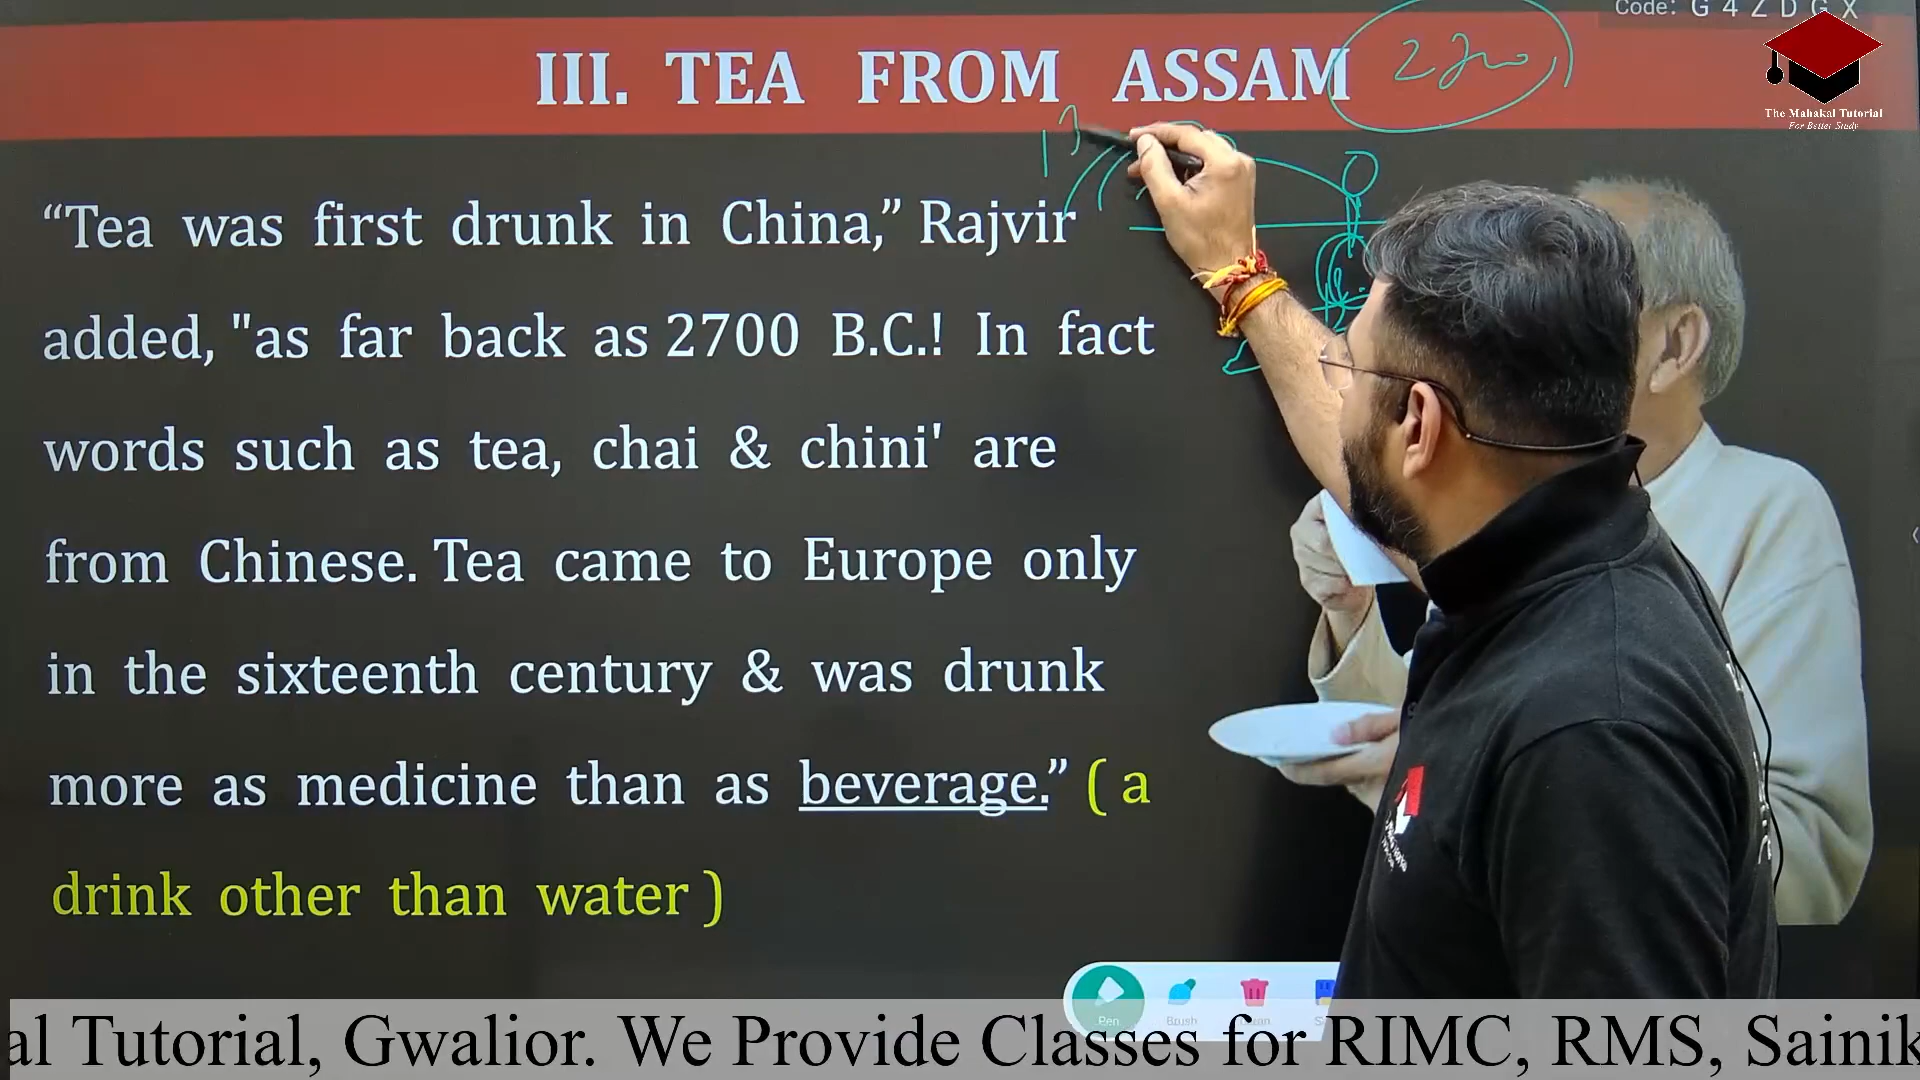 Code: G 4 Z D G X
III. TEA FROM ASSAM
The Mahakal Tutorial
For Better Study
“Tea was first drunk in China,” Rajvir
added, "as far back as 2700 B.C.! In fact
words such as tea, chai & chini' are
from Chinese. Tea came to Europe only
in the sixteenth century & was drunk
more as medicine than as beverage.” ( a
drink other than water )
Pen Brush
al Tutorial, Gwalior. We Provide Classes for RIMC, RMS, Sainik